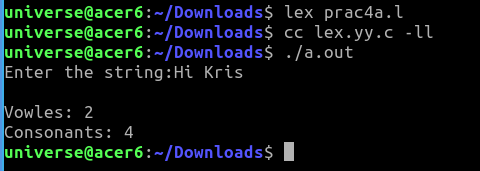 universe@acer6:~/Downloads$ lex prac4a.l
universe@acer6:~/Downloads$ cc lex.yy.c -ll
universe@acer6:~/Downloads$ ./a.out
Enter the string:Hi Kris
Vowles: 2
Consonants: 4
universe@acer6:~/Downloads$